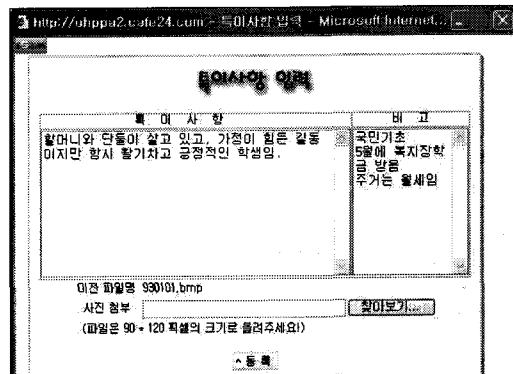 http://ohppa2.cafe24.com - 특이사항 입력 - Microsoft Internet...
특이사항 입력
특 이 사 항
비 고
할머니와 단둘이 살고 있고, 가정이 힘든 길동
이지만 항시 활기차고 긍정적인 학생임.
국민기초
5월에 복지장학
금 받음
주거는 월세임
이전 파일명 930101.bmp
사진 첨부
찾아보기...
(파일은 90 * 120 픽셀의 크기로 올려주세요!)
^ 등 록